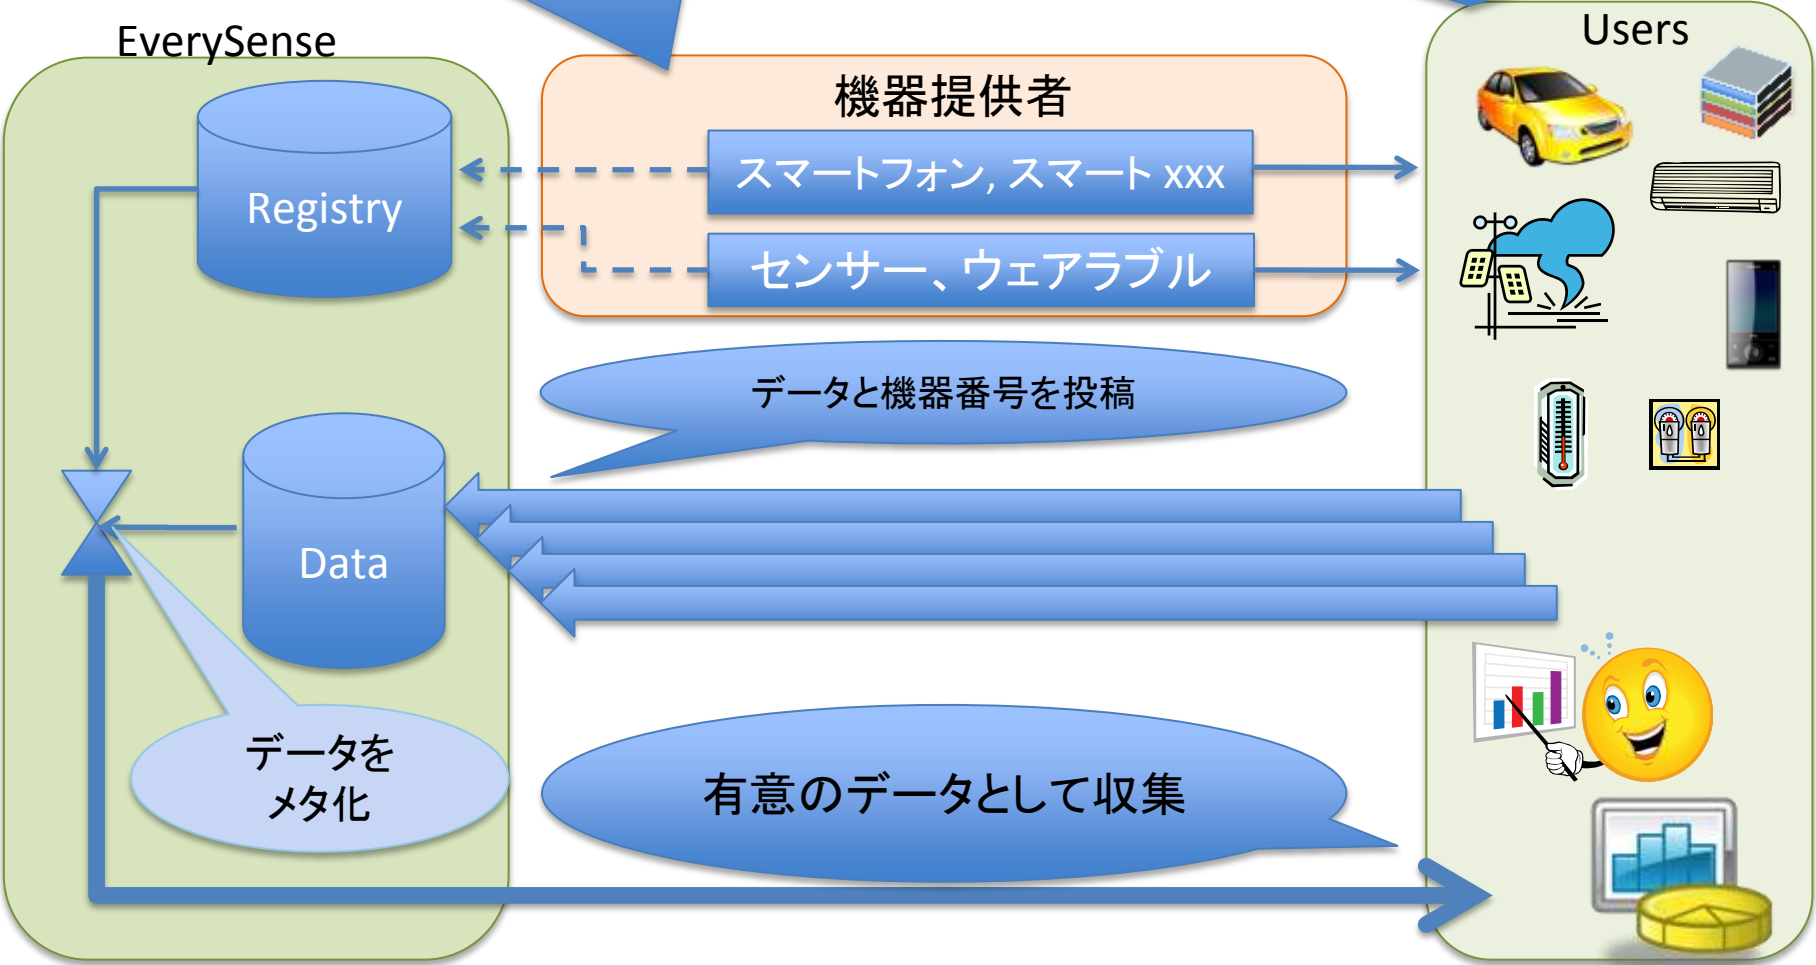 EverySense
Users
機器提供者
スマートフォン, スマート xxx
Registry
センサー、ウェアラブル
データと機器番号を投稿
Data
データを
メタ化
有意のデータとして収集